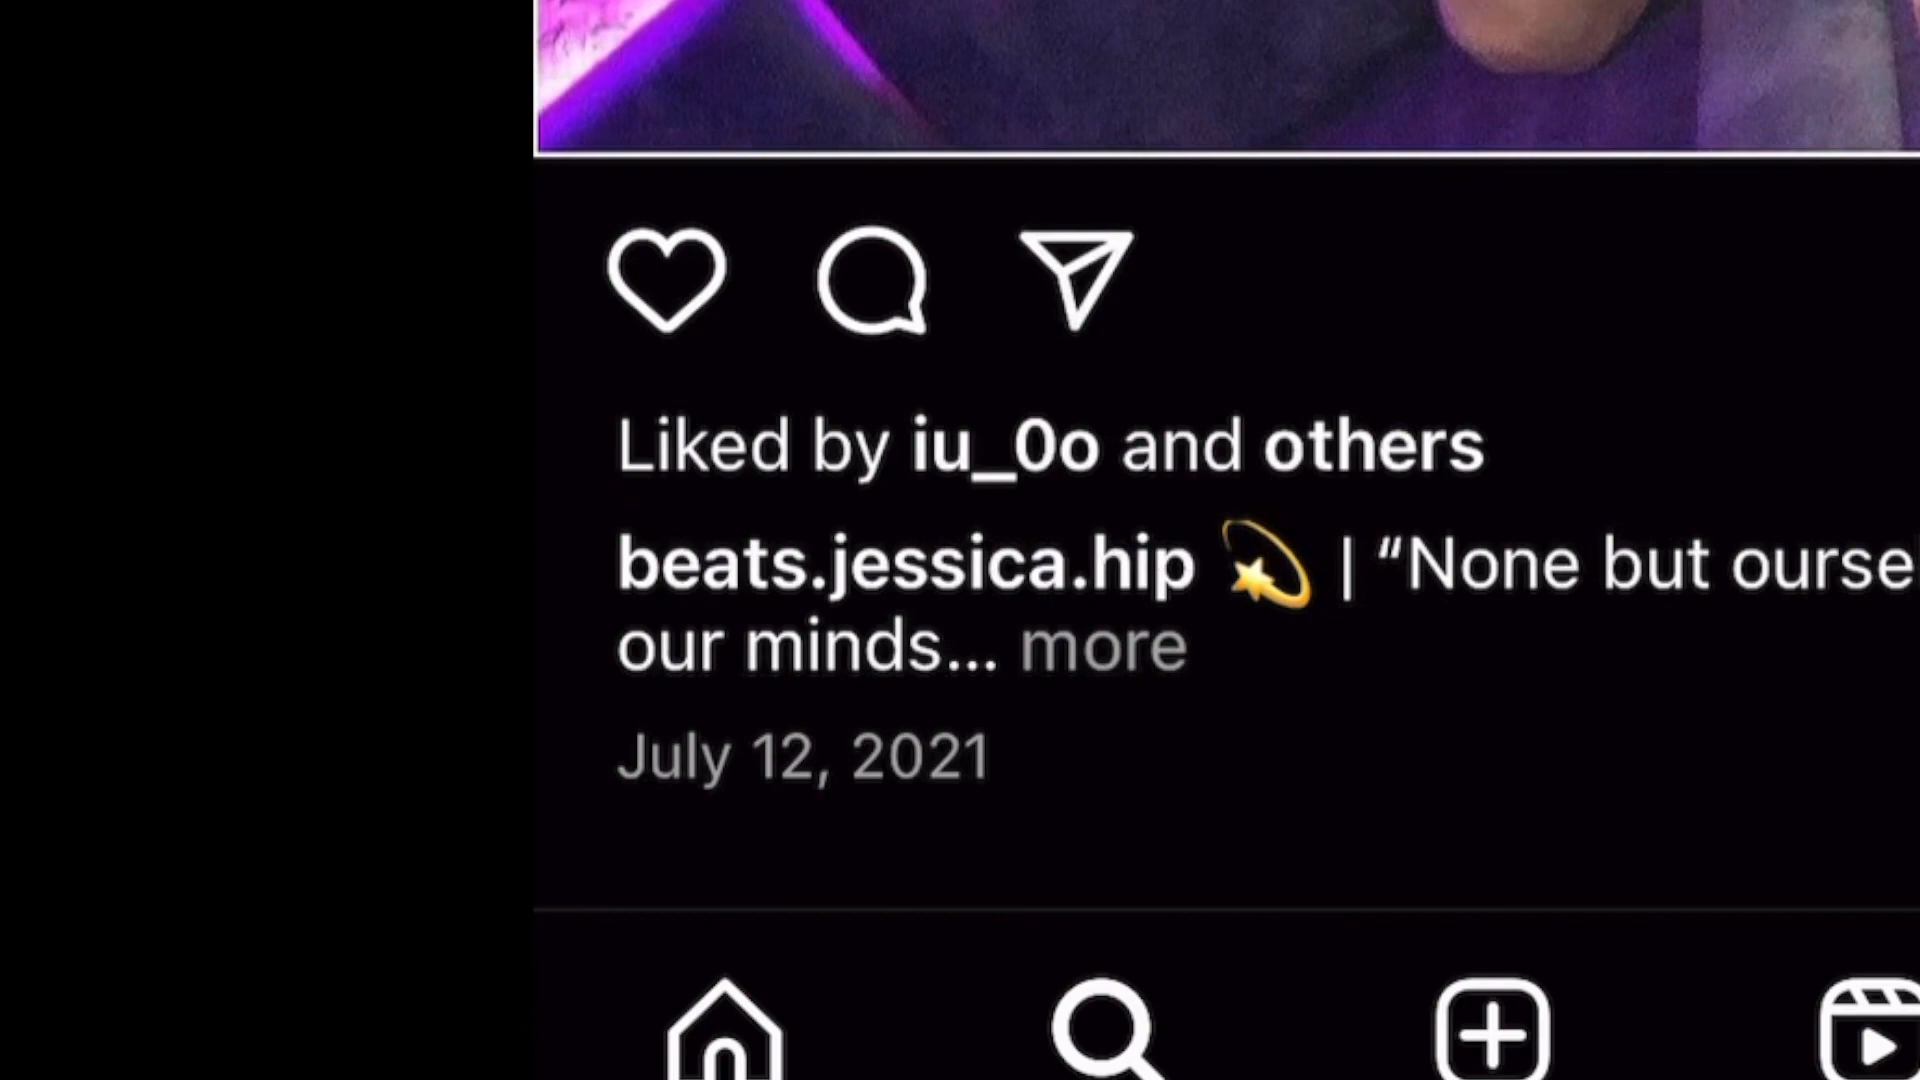 Liked by iu_0o and others
beats.jessica.hip 💫 | “None but ourse
our minds... more
July 12, 2021